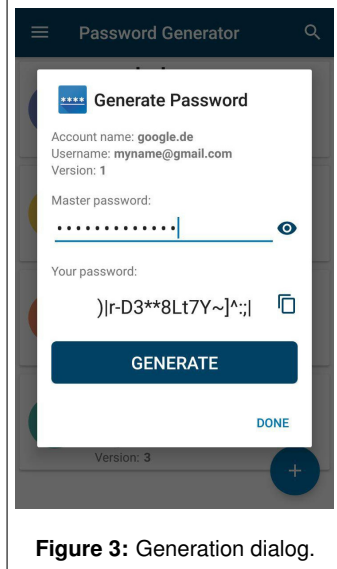 Password Generator
**** Generate Password
Account name: google.de
Username: myname@gmail.com
Version: 1
Master password:
•••••••••••••
Your password:
)|r-D3**8Lt7Y~]^:;|
GENERATE
DONE
Version: 3
+
Figure 3: Generation dialog.